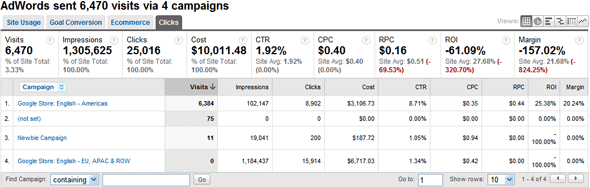 AdWords sent 6,470 visits via 4 campaigns
Site Usage Goal Conversion Ecommerce Clicks Views:
Visits Impressions Clicks Cost CTR CPC RPC ROI Margin
6,470 1,305,625 25,016 $10,011.48 1.92% $0.40 $0.16 -61.09% -157.02%
% of Site Total: 3.33% % of Site Total: 100.00% % of Site Total: 100.00% % of Site Total: 100.00% Site Avg: 1.92% (0.00%) Site Avg: $0.40 (0.00%) Site Avg: $0.51 (-69.53%) Site Avg: 27.68% (-320.70%) Site Avg: 21.68% (-824.25%)
Campaign Visits Impressions Clicks Cost CTR CPC RPC ROI Margin
1. Google Store: English - Americas 6,384 102,147 8,902 $3,106.73 8.71% $0.35 $0.44 25.38% 20.24%
2. (not set) 75 0 0 $0.00 0.00% $0.00 $0.00 0.00% 0.00%
3. Newbie Campaign 11 19,041 200 $187.72 1.05% $0.94 $0.00 -100.00% 0.00%
4. Google Store: English - EU, APAC & ROW 0 1,184,437 15,914 $6,717.03 1.34% $0.42 $0.00 -100.00% 0.00%
Find Campaign: containing Go Go to: 1 Show rows: 10 1 - 4 of 4